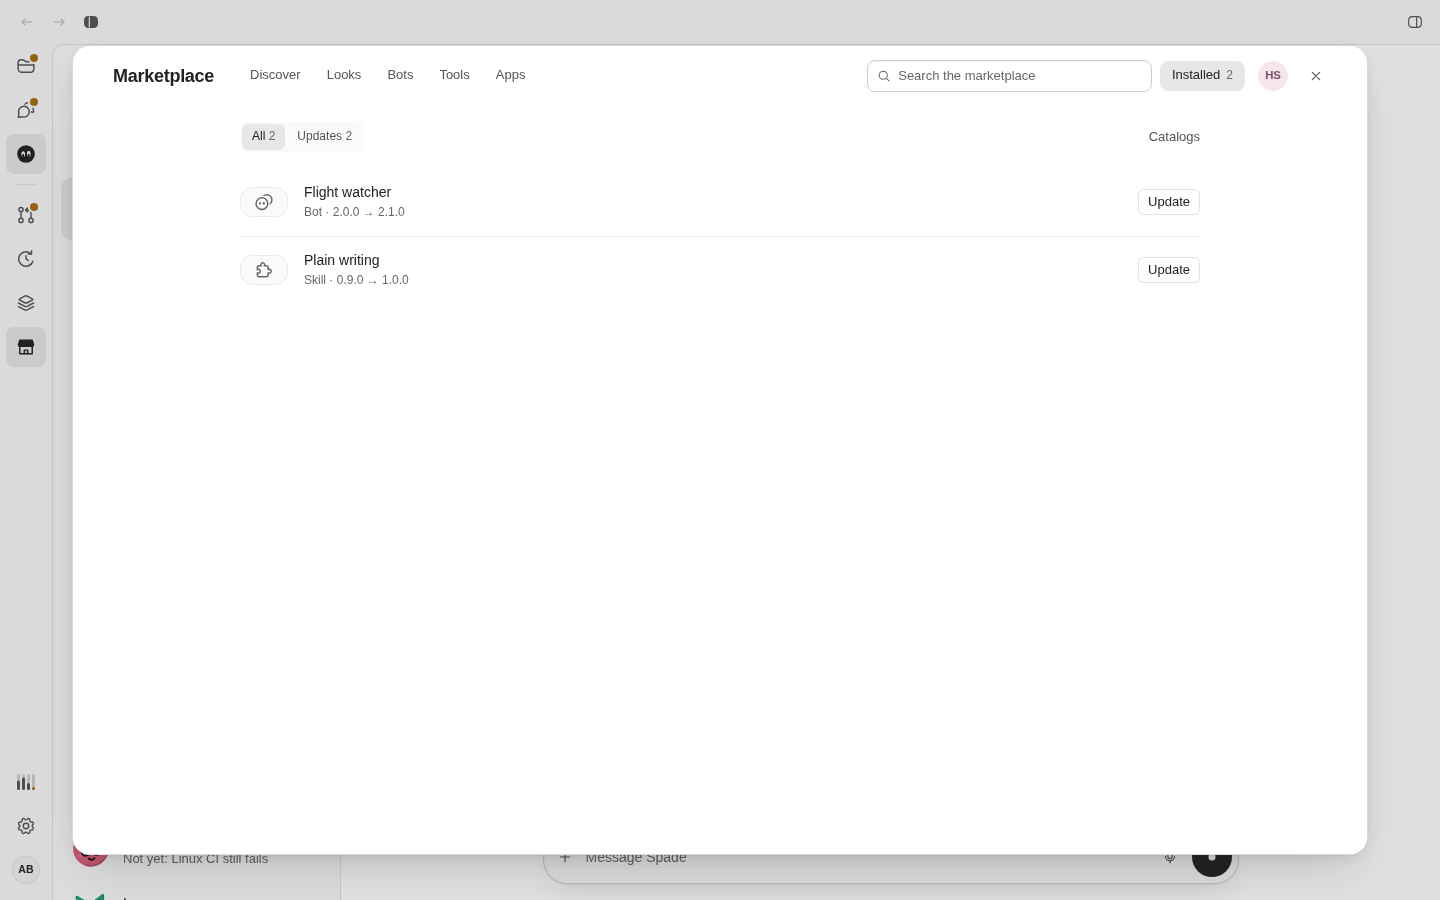 Marketplace
Discover
Looks
Bots
Tools
Apps
Search the marketplace
Installed 2
HS
All 2
Updates 2
Catalogs
Flight watcher
Bot · 2.0.0 → 2.1.0
Update
Plain writing
Skill · 0.9.0 → 1.0.0
Update
Not yet: Linux CI still fails
Message Spade
AB